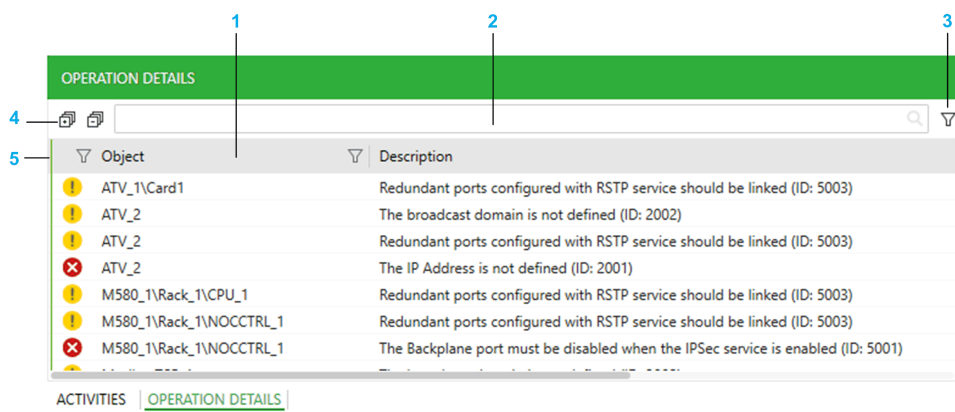 1 2 3
OPERATION DETAILS
4
5 Object Description
ATV_1\Card1 Redundant ports configured with RSTP service should be linked (ID: 5003)
ATV_2 The broadcast domain is not defined (ID: 2002)
ATV_2 Redundant ports configured with RSTP service should be linked (ID: 5003)
ATV_2 The IP Address is not defined (ID: 2001)
M580_1\Rack_1\CPU_1 Redundant ports configured with RSTP service should be linked (ID: 5003)
M580_1\Rack_1\NOCCTRL_1 Redundant ports configured with RSTP service should be linked (ID: 5003)
M580_1\Rack_1\NOCCTRL_1 The Backplane port must be disabled when the IPSec service is enabled (ID: 5001)
ACTIVITIES OPERATION DETAILS